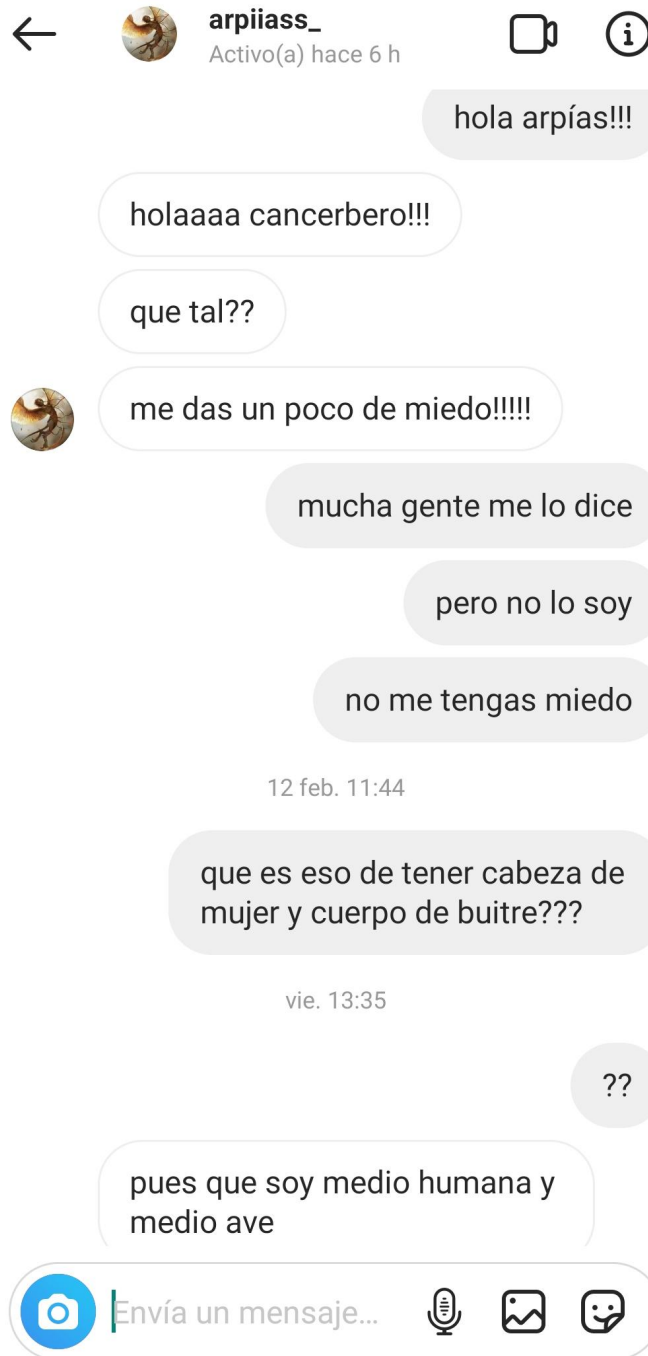 arpiiass_
Activo(a) hace 6 h
hola arpías!!!
holaaaa cancerbero!!!
que tal??
me das un poco de miedo!!!!!
mucha gente me lo dice
pero no lo soy
no me tengas miedo
12 feb. 11:44
que es eso de tener cabeza de
mujer y cuerpo de buitre???
vie. 13:35
??
pues que soy medio humana y
medio ave
Envía un mensaje...